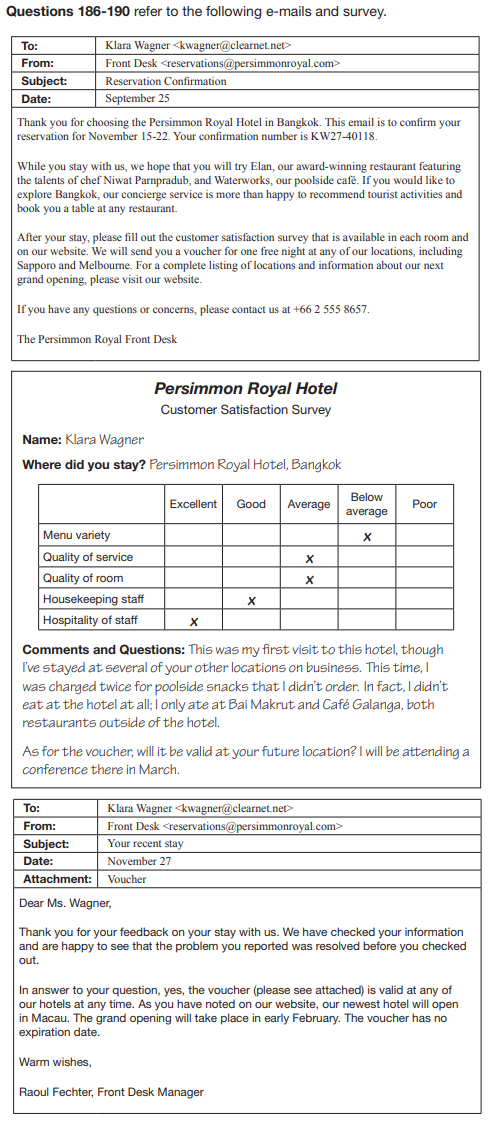 Questions 186-190 refer to the following e-mails and survey.
To: Klara Wagner <kwagner@clearnet.net>
From: Front Desk <reservations@persimmonroyal.com>
Subject: Reservation Confirmation
Date: September 25
Thank you for choosing the Persimmon Royal Hotel in Bangkok. This email is to confirm your
reservation for November 15-22. Your confirmation number is KW27-40118.
While you stay with us, we hope that you will try Elan, our award-winning restaurant featuring
the talents of chef Niwat Parnpradub, and Waterworks, our poolside café. If you would like to
explore Bangkok, our concierge service is more than happy to recommend tourist activities and
book you a table at any restaurant.
After your stay, please fill out the customer satisfaction survey that is available in each room and
on our website. We will send you a voucher for one free night at any of our locations, including
Sapporo and Melbourne. For a complete listing of locations and information about our next
grand opening, please visit our website.
If you have any questions or concerns, please contact us at +66 2 555 8657.
The Persimmon Royal Front Desk
Persimmon Royal Hotel
Customer Satisfaction Survey
Name: Klara Wagner
Where did you stay? Persimmon Royal Hotel, Bangkok
Excellent Good Average Below average Poor
Menu variety x
Quality of service x
Quality of room x
Housekeeping staff x
Hospitality of staff x
Comments and Questions: This was my first visit to this hotel, though
I've stayed at several of your other locations on business. This time, I
was charged twice for poolside snacks that I didn't order. In fact, I didn't
eat at the hotel at all; I only ate at Bai Makrut and Café Galanga, both
restaurants outside of the hotel.
As for the voucher, will it be valid at your future location? I will be attending a
conference there in March.
To: Klara Wagner <kwagner@clearnet.net>
From: Front Desk <reservations@persimmonroyal.com>
Subject: Your recent stay
Date: November 27
Attachment: Voucher
Dear Ms. Wagner,
Thank you for your feedback on your stay with us. We have checked your information
and are happy to see that the problem you reported was resolved before you checked
out.
In answer to your question, yes, the voucher (please see attached) is valid at any of
our hotels at any time. As you have noted on our website, our newest hotel will open
in Macau. The grand opening will take place in early February. The voucher has no
expiration date.
Warm wishes,
Raoul Fechter, Front Desk Manager